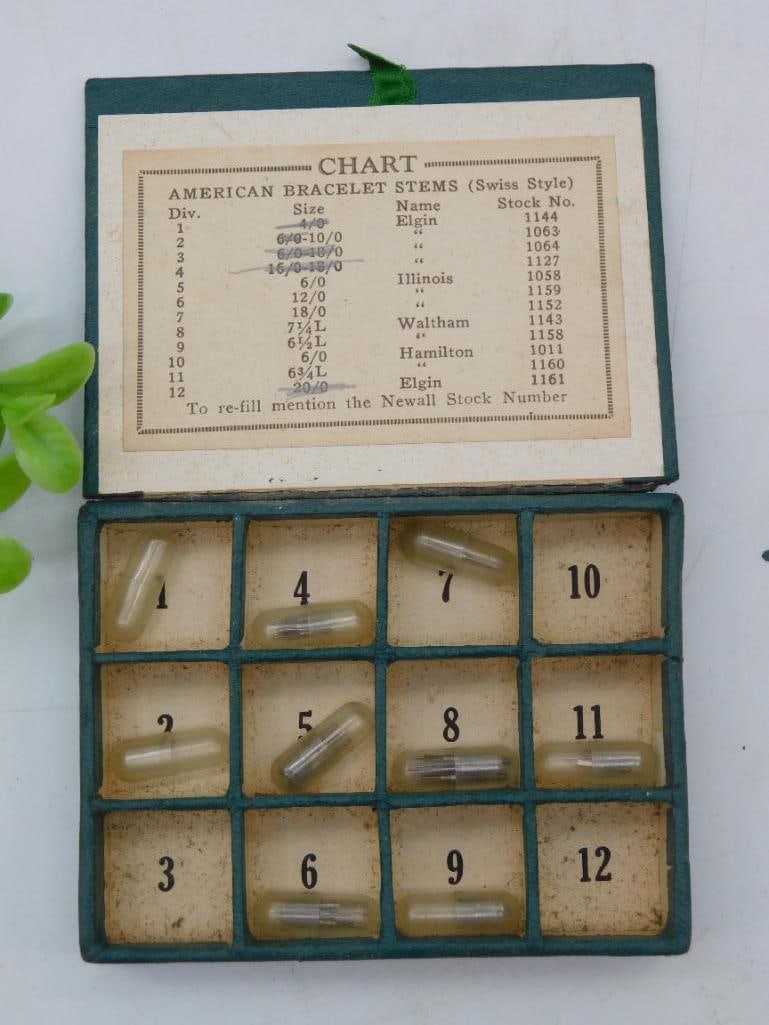 CHART
AMERICAN BRACELET STEMS (Swiss Style)
Div. Size Name Stock No.
1 4/0 Elgin 1144
2 6/0-10/0 “ 1063
3 6/0-10/0 “ 1064
4 16/0-18/0 “ 1127
5 6/0 Illinois 1058
6 12/0 “ 1159
7 18/0 “ 1152
8 7¼L Waltham 1143
9 6½L “ 1158
10 6/0 Hamilton 1011
11 6¾L “ 1160
12 20/0 Elgin 1161
To re-fill mention the Newall Stock Number
1 4 7 10
2 5 8 11
3 6 9 12